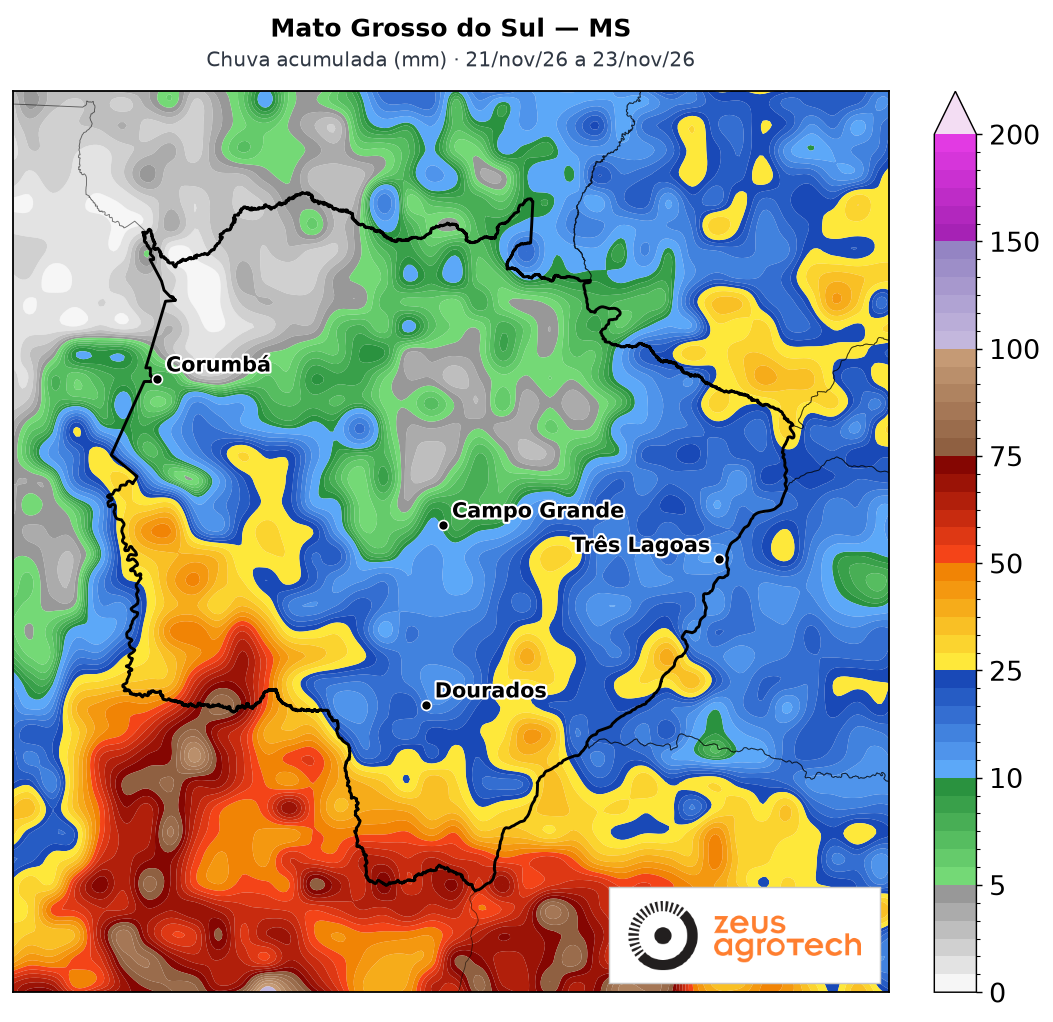 Mato Grosso do Sul — MS
Chuva acumulada (mm) · 21/nov/26 a 23/nov/26
200
150
100
75
50
25
10
5
0
Corumbá
Campo Grande
Três Lagoas
Dourados
zeus
agrotech